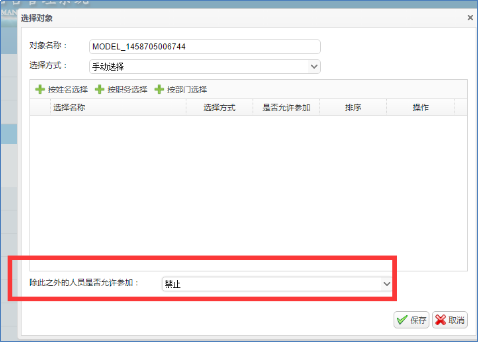 选择对象
对象名称： MODEL_1458705006744
选择方式： 手动选择
按姓名选择 按职务选择 按部门选择
选择名称 选择方式 是否允许参加 排序 操作
除此之外的人员是否允许参加： 禁止
保存 取消